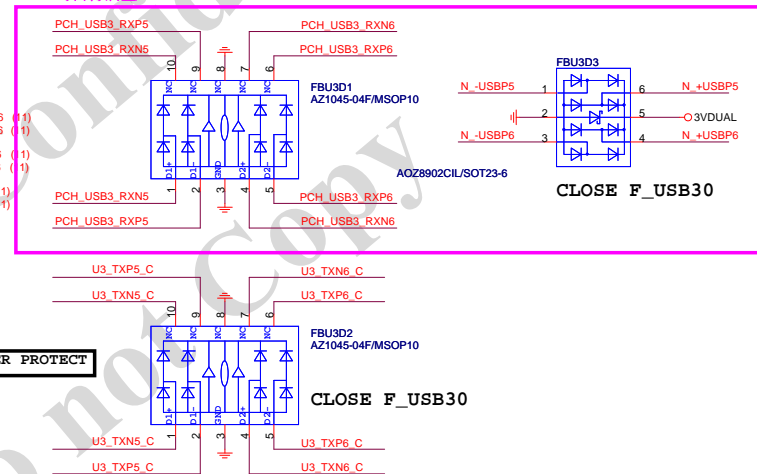 PCH_USB3_RXP5
PCH_USB3_RXN6
PCH_USB3_RXN5
PCH_USB3_RXP6
10 9 8 7 6
NC NC NC NC
FBU3D1
AZ1045-04F/MSOP10
D1+ D1- GND D2+ D2-
1 2 3 4 5
PCH_USB3_RXN5
PCH_USB3_RXP6
PCH_USB3_RXP5
PCH_USB3_RXN6
FBU3D3
N_-USBP5 1
6 N_+USBP5
2
5 3VDUAL
N_-USBP6 3
4 N_+USBP6
AOZ8902CIL/SOT23-6
CLOSE F_USB30
U3_TXP5_C
U3_TXN6_C
U3_TXN5_C
U3_TXP6_C
10 9 8 7 6
NC NC NC NC
FBU3D2
AZ1045-04F/MSOP10
CLOSE F_USB30
D1+ D1- GND D2+ D2-
1 2 3 4 5
U3_TXN5_C
U3_TXP6_C
U3_TXP5_C
U3_TXN6_C
PROTECT
not Copy